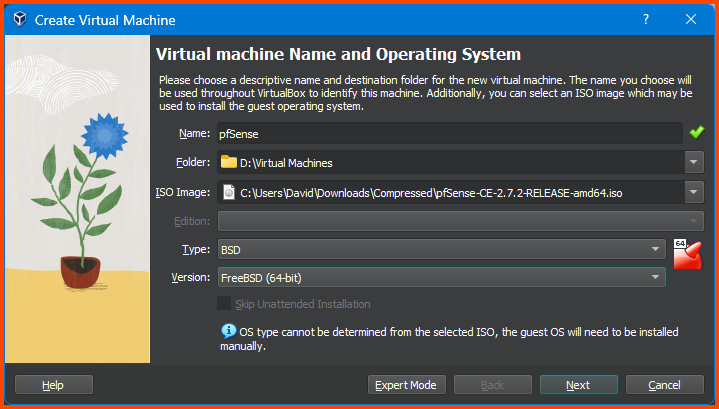 Create Virtual Machine
?
Virtual machine Name and Operating System
Please choose a descriptive name and destination folder for the new virtual machine. The name you choose will
be used throughout VirtualBox to identify this machine. Additionally, you can select an ISO image which may be
used to install the guest operating system.
Name: pfSense
Folder: D:\Virtual Machines
ISO Image: C:\Users\David\Downloads\Compressed\pfSense-CE-2.7.2-RELEASE-amd64.iso
Edition:
Type: BSD
64
Version: FreeBSD (64-bit)
Skip Unattended Installation
OS type cannot be determined from the selected ISO, the guest OS will need to be installed
manually.
Help Expert Mode Back Next Cancel